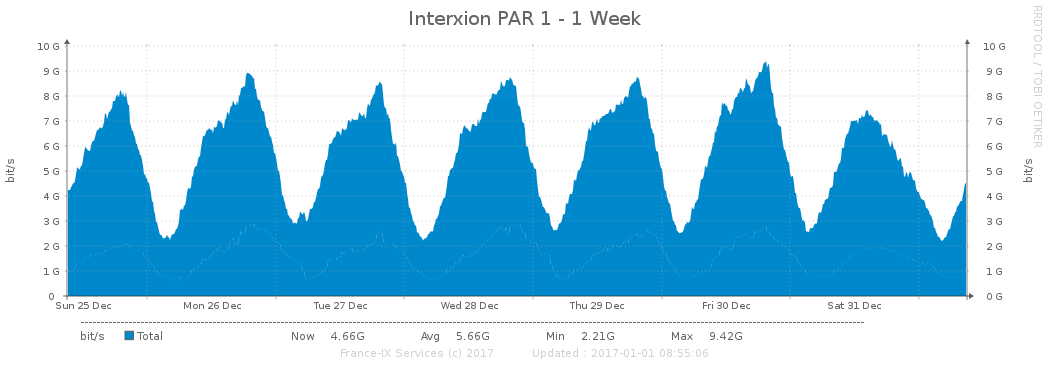 Interxion PAR 1 - 1 Week
RRDTOOL / TOBI OETIKER
10 G 10 G
9 G 9 G
8 G 8 G
7 G 7 G
6 G 6 G
5 G 5 G
4 G 4 G
3 G 3 G
2 G 2 G
1 G 1 G
0 0 G
bit/s
bit/s
Sun 25 Dec Mon 26 Dec Tue 27 Dec Wed 28 Dec Thu 29 Dec Fri 30 Dec Sat 31 Dec
bit/s Total Now 4.66G Avg 5.66G Min 2.21G Max 9.42G
France-IX Services (c) 2017 Updated : 2017-01-01 08:55:06